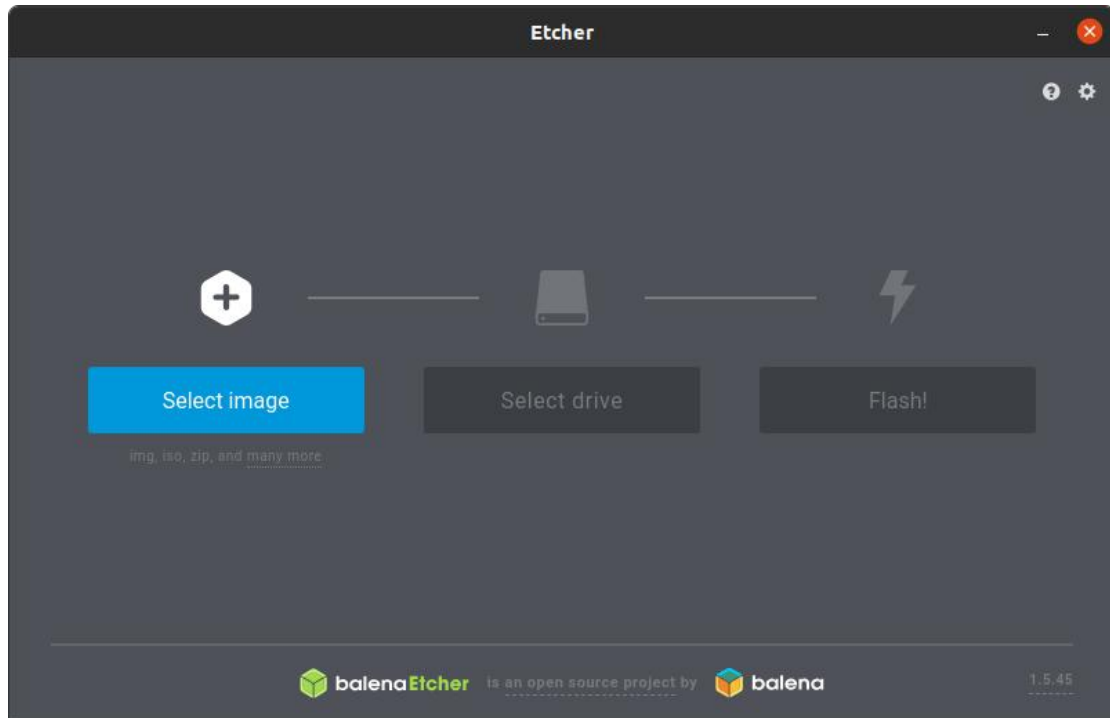 Etcher
Select image
Select drive
Flash!
img, iso, zip, and many more
balenaEtcher is an open source project by balena
1.5.45